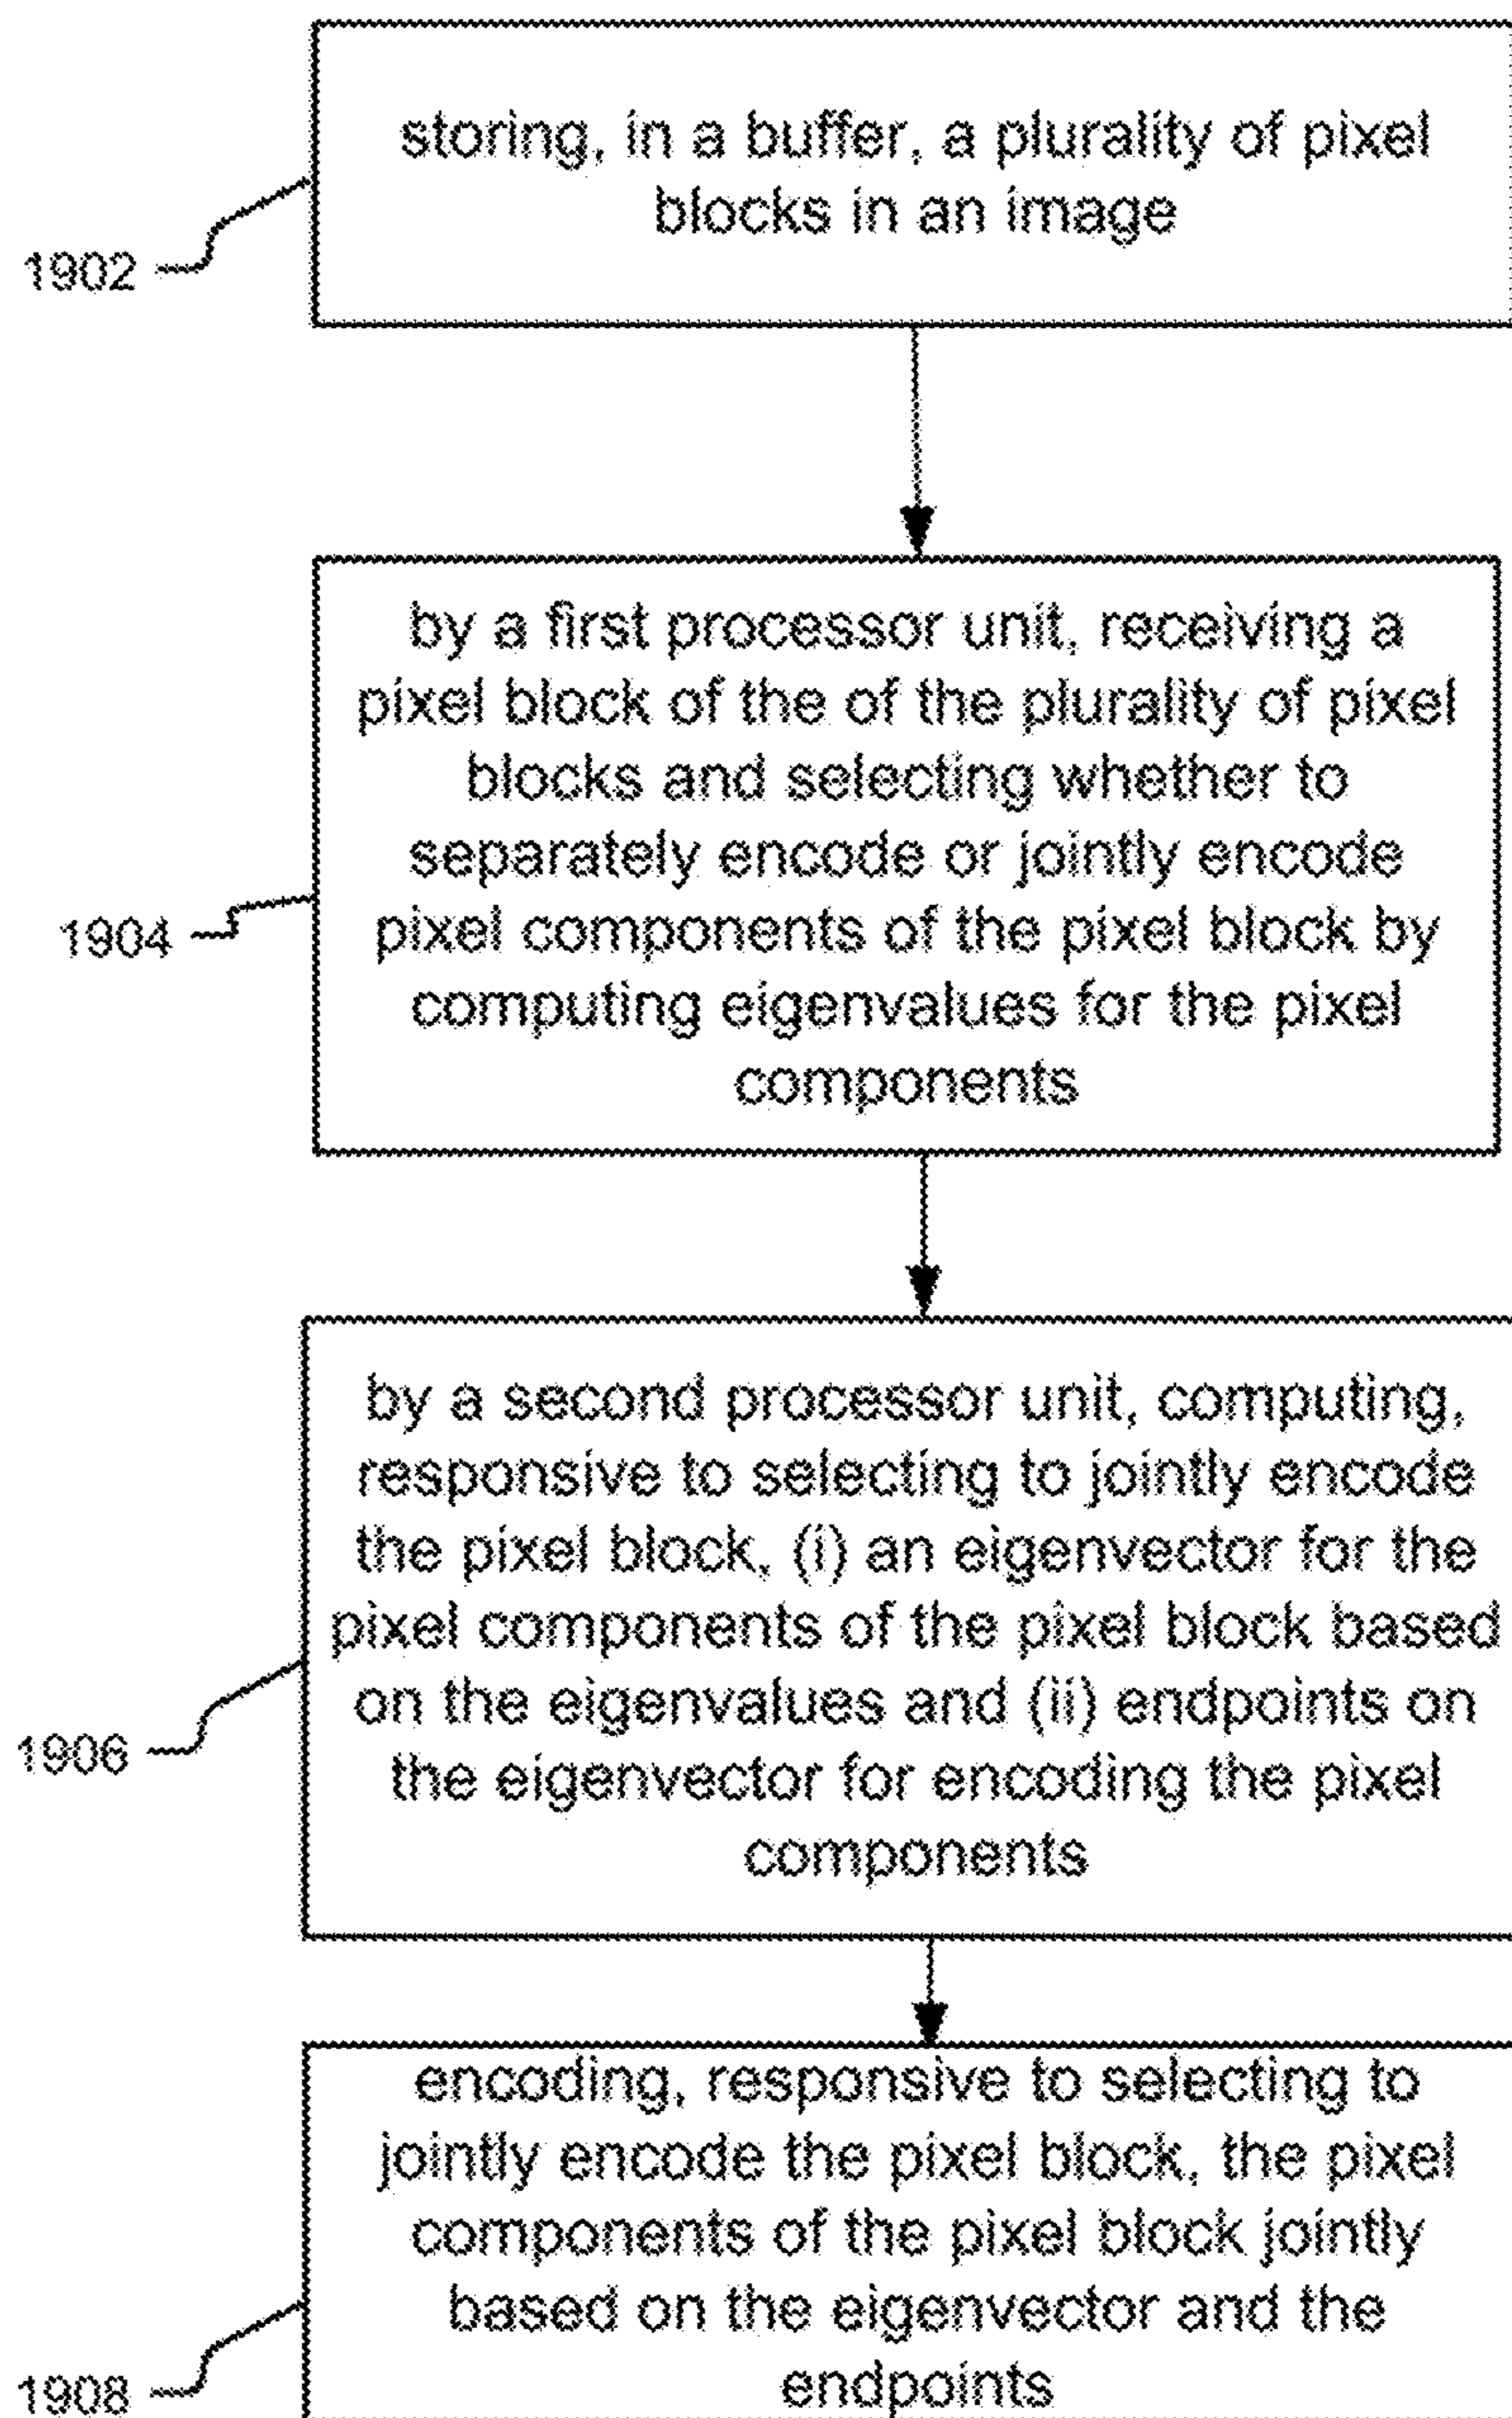 storing, in a buffer, a plurality of pixel
blocks in an image
1902
by a first processor unit, receiving a
pixel block of the of the plurality of pixel
blocks and selecting whether to
separately encode or jointly encode
pixel components of the pixel block by
computing eigenvalues for the pixel
components
1904
by a second processor unit, computing,
responsive to selecting to jointly encode
the pixel block, (i) an eigenvector for the
pixel components of the pixel block based
on the eigenvalues and (ii) endpoints on
the eigenvector for encoding the pixel
components
1906
encoding, responsive to selecting to
jointly encode the pixel block, the pixel
components of the pixel block jointly
based on the eigenvector and the
endpoints
1908